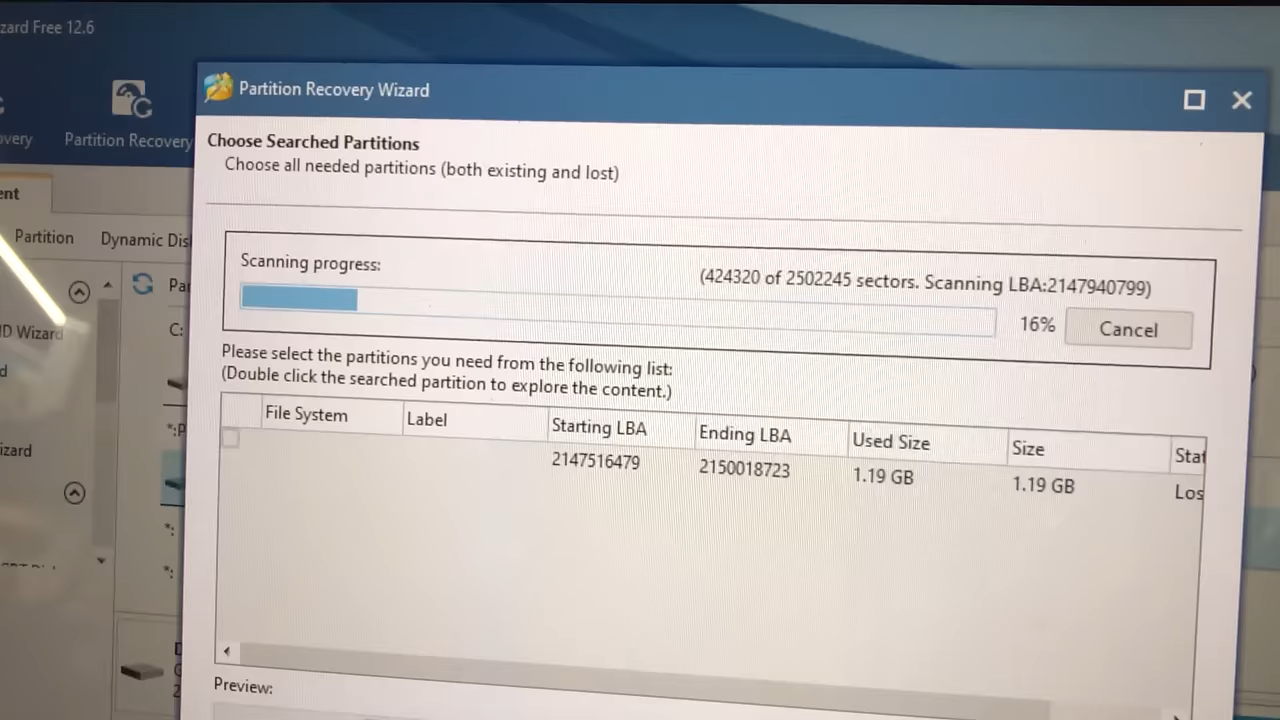 zard Free 12.6
Partition Recovery Wizard
overy
Partition Recovery
Choose Searched Partitions
Choose all needed partitions (both existing and lost)
ent
Partition
Dynamic Dis
Scanning progress:
(424320 of 2502245 sectors. Scanning LBA:2147940799)
16%
Cancel
Par
C:
ID Wizard
d
izard
Please select the partitions you need from the following list:
(Double click the searched partition to explore the content.)
File System Label Starting LBA Ending LBA Used Size Size Stat
2147516479 2150018723 1.19 GB 1.19 GB Los
*:P
*:
*:
Preview: